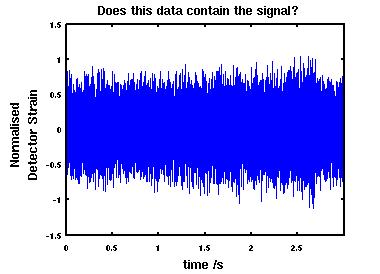 Does this data contain the signal?
1.5
1
0.5
0
-0.5
-1
-1.5
Normalised
Detector Strain
0 0.5 1 1.5 2 2.5
time /s